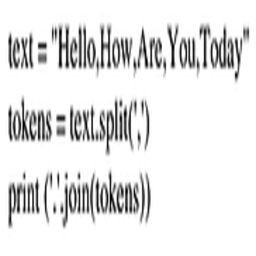 text = "Hello,How,Are,You,Today"
tokens = text.split(',')
print ('.'.join(tokens))